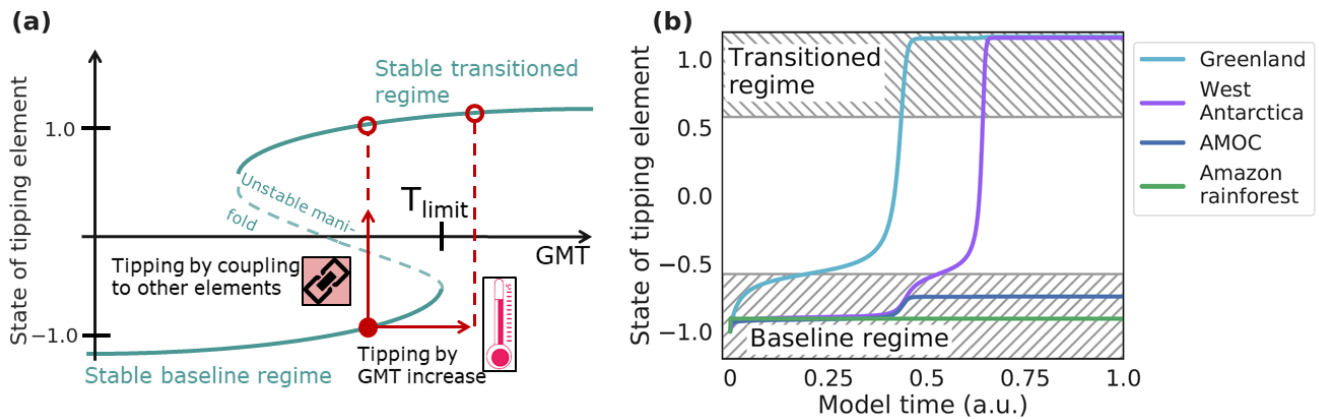 (a)
State of tipping element
1.0
−1.0
Stable transitioned
regime
Unstable mani-
fold
T limit
GMT
Tipping by coupling
to other elements
Tipping by
GMT increase
Stable baseline regime
(b)
State of tipping element
1.0
0.5
0.0
−0.5
−1.0
Transitioned
regime
Baseline regime
0
0.25
0.5
0.75
1.0
Model time (a.u.)
Greenland
West
Antarctica
AMOC
Amazon
rainforest